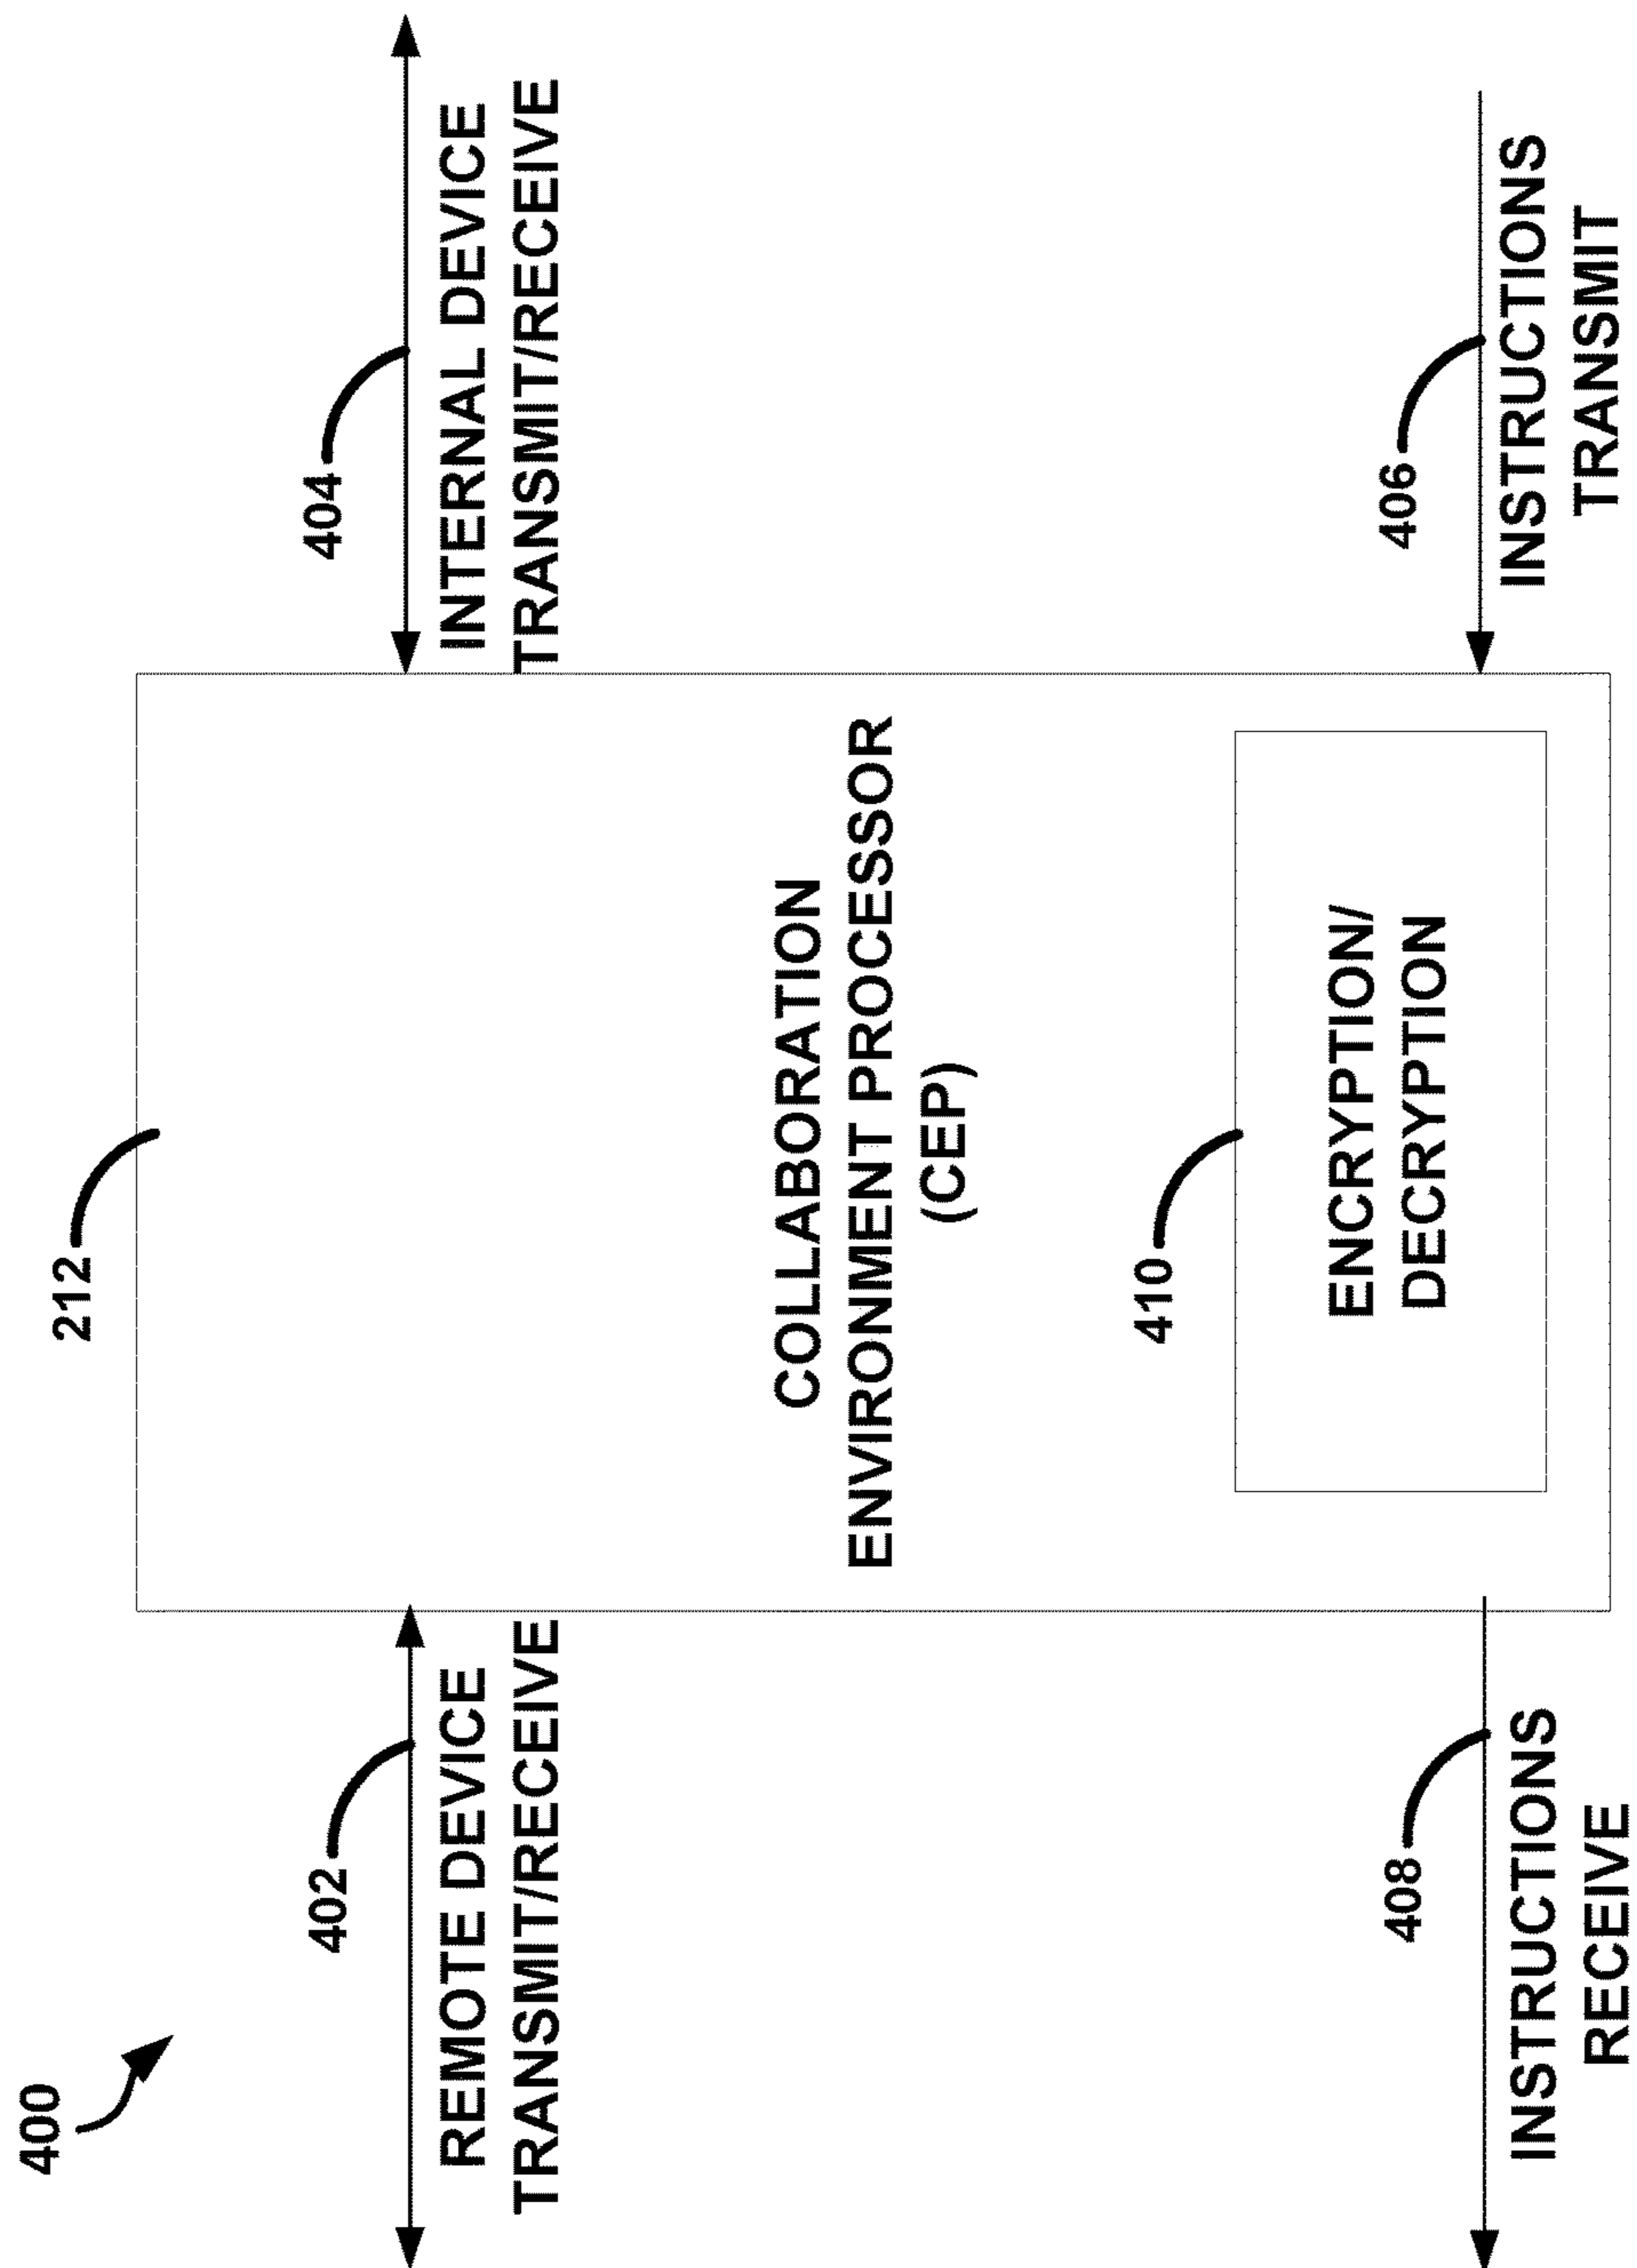 400
212
402
REMOTE DEVICE
TRANSMIT/RECEIVE
404
INTERNAL DEVICE
TRANSMIT/RECEIVE
COLLABORATION
ENVIRONMENT PROCESSOR
(CEP)
410
ENCRYPTION/
DECRYPTION
408
INSTRUCTIONS
RECEIVE
406
INSTRUCTIONS
TRANSMIT